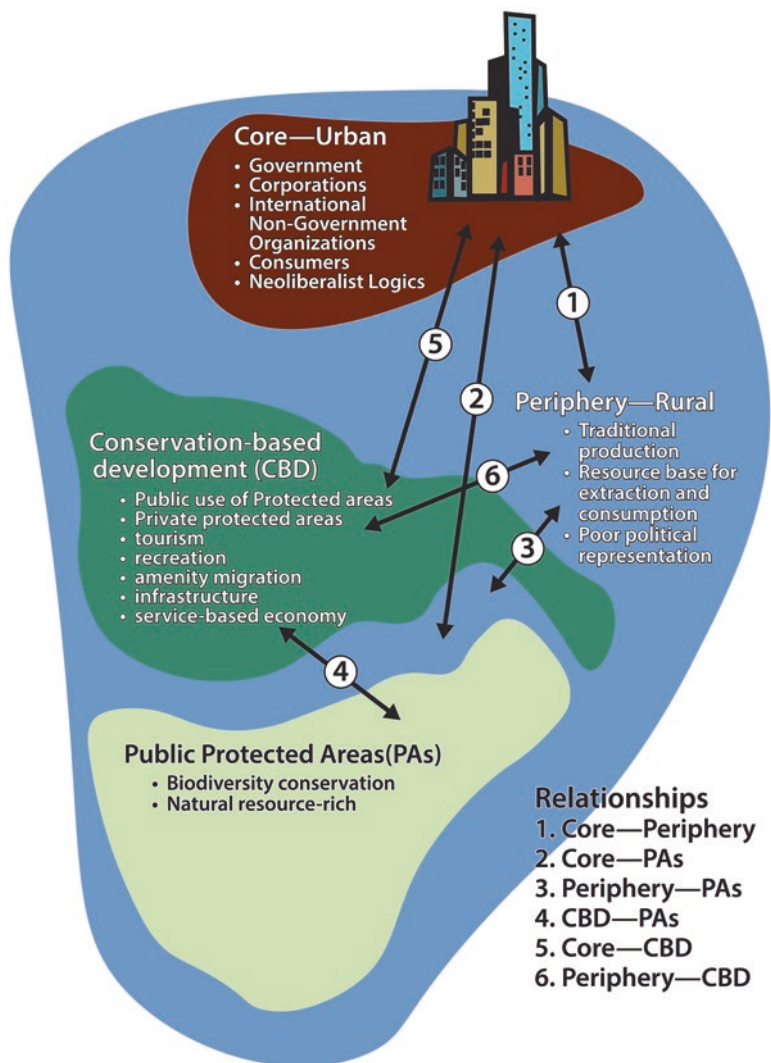 Core—Urban
• Government
• Corporations
• International
Non-Government
Organizations
• Consumers
• Neoliberalist Logics
1
5
2
Periphery—Rural
• Traditional
production
• Resource base for
extraction and
consumption
• Poor political
representation
Conservation-based
development (CBD)
• Public use of Protected areas
• Private protected areas
• tourism
• recreation
• amenity migration
• infrastructure
• service-based economy
6
3
4
Public Protected Areas(PAs)
• Biodiversity conservation
• Natural resource-rich
Relationships
1. Core—Periphery
2. Core—PAs
3. Periphery—PAs
4. CBD—PAs
5. Core—CBD
6. Periphery—CBD